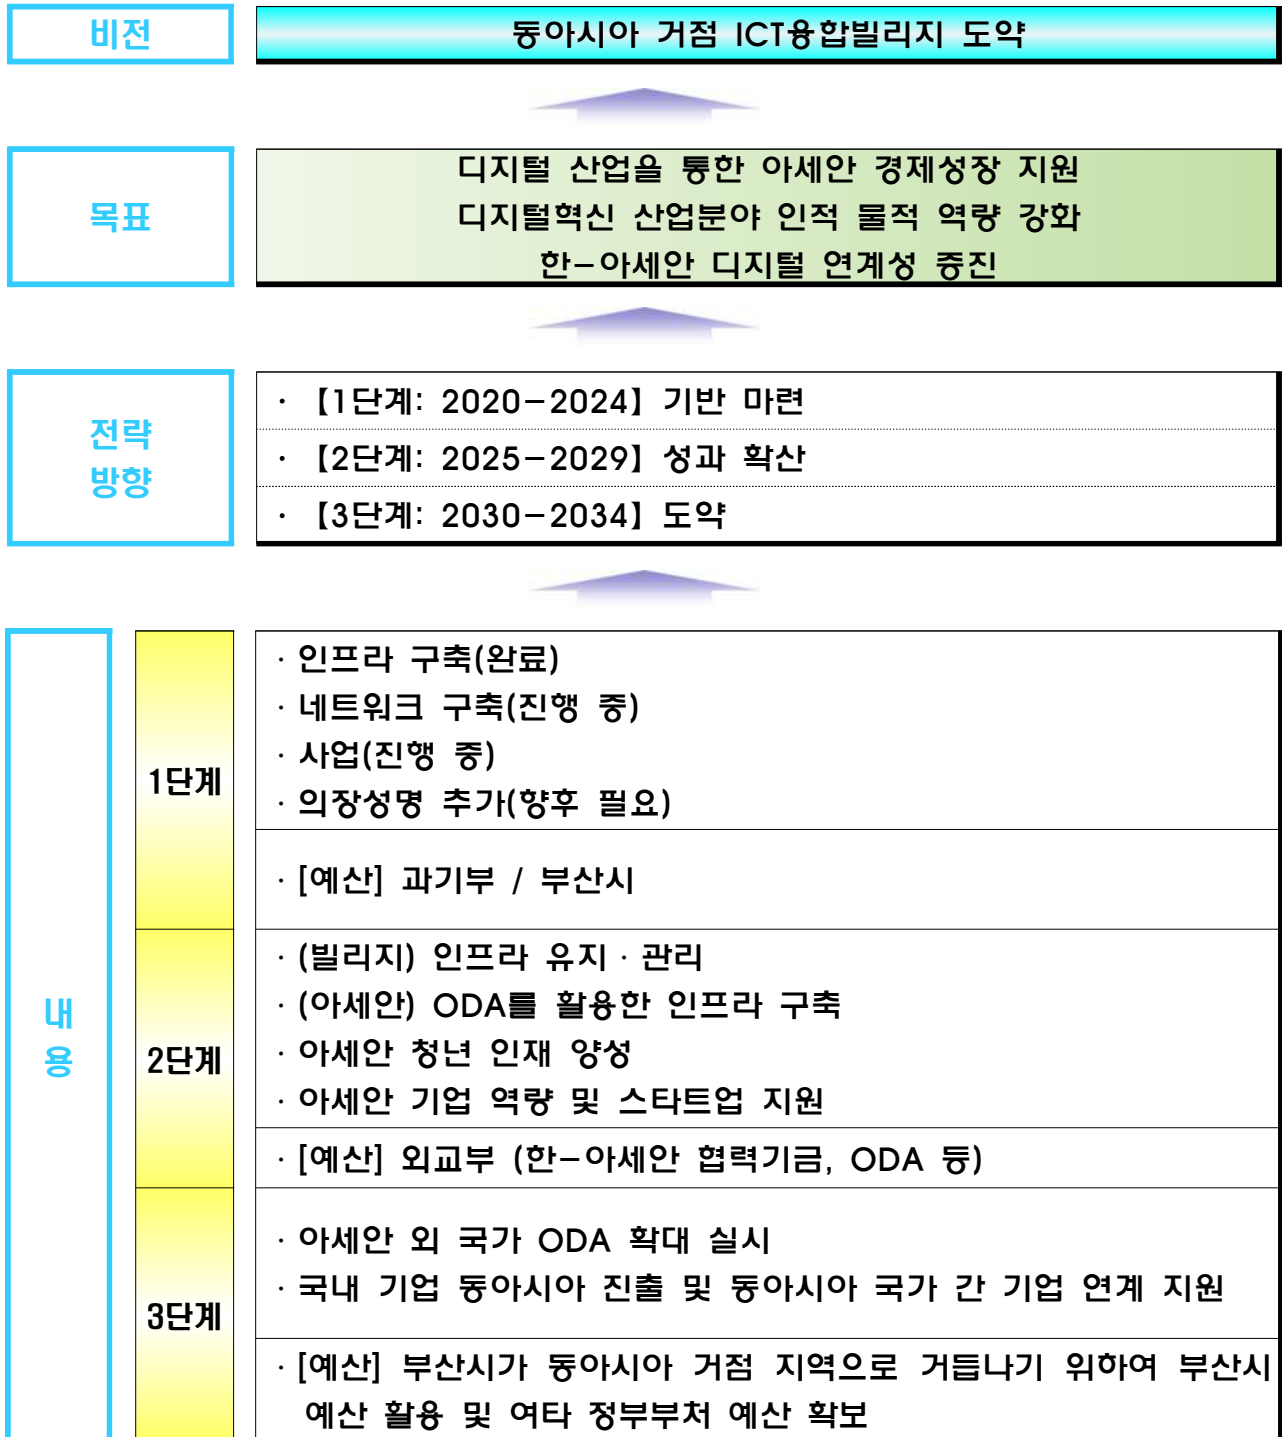 비전
동아시아 거점 ICT융합빌리지 도약
목표
디지털 산업을 통한 아세안 경제성장 지원
디지털혁신 산업분야 인적 물적 역량 강화
한-아세안 디지털 연계성 증진
전략
방향
· 【1단계: 2020-2024】 기반 마련
· 【2단계: 2025-2029】 성과 확산
· 【3단계: 2030-2034】 도약
내
용
1단계
· 인프라 구축(완료)
· 네트워크 구축(진행 중)
· 사업(진행 중)
· 의장성명 추가(향후 필요)
· [예산] 과기부 / 부산시
2단계
· (빌리지) 인프라 유지·관리
· (아세안) ODA를 활용한 인프라 구축
· 아세안 청년 인재 양성
· 아세안 기업 역량 및 스타트업 지원
· [예산] 외교부 (한-아세안 협력기금, ODA 등)
3단계
· 아세안 외 국가 ODA 확대 실시
· 국내 기업 동아시아 진출 및 동아시아 국가 간 기업 연계 지원
· [예산] 부산시가 동아시아 거점 지역으로 거듭나기 위하여 부산시
예산 활용 및 여타 정부부처 예산 확보